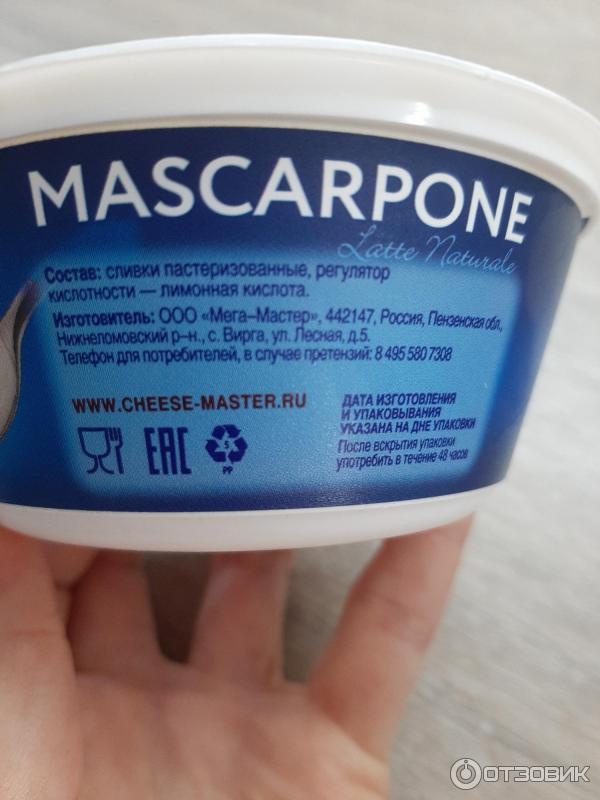 MASCARPONE
Latte Naturale
Состав: сливки пастеризованные, регулятор
кислотности — лимонная кислота.
Изготовитель: ООО «Мега–Мастер», 442147, Россия, Пензенская обл.,
Нижнеломовский р–н., с. Вирга, ул. Лесная, д.5.
Телефон для потребителей, в случае претензий: 8 495 580 7308
WWW.CHEESE-MASTER.RU
ДАТА ИЗГОТОВЛЕНИЯ
И УПАКОВЫВАНИЯ
УКАЗАНА НА ДНЕ УПАКОВКИ
После вскрытия упаковки
употребить в течение 48 часов
EAC
5
PP
ОТЗОВИК